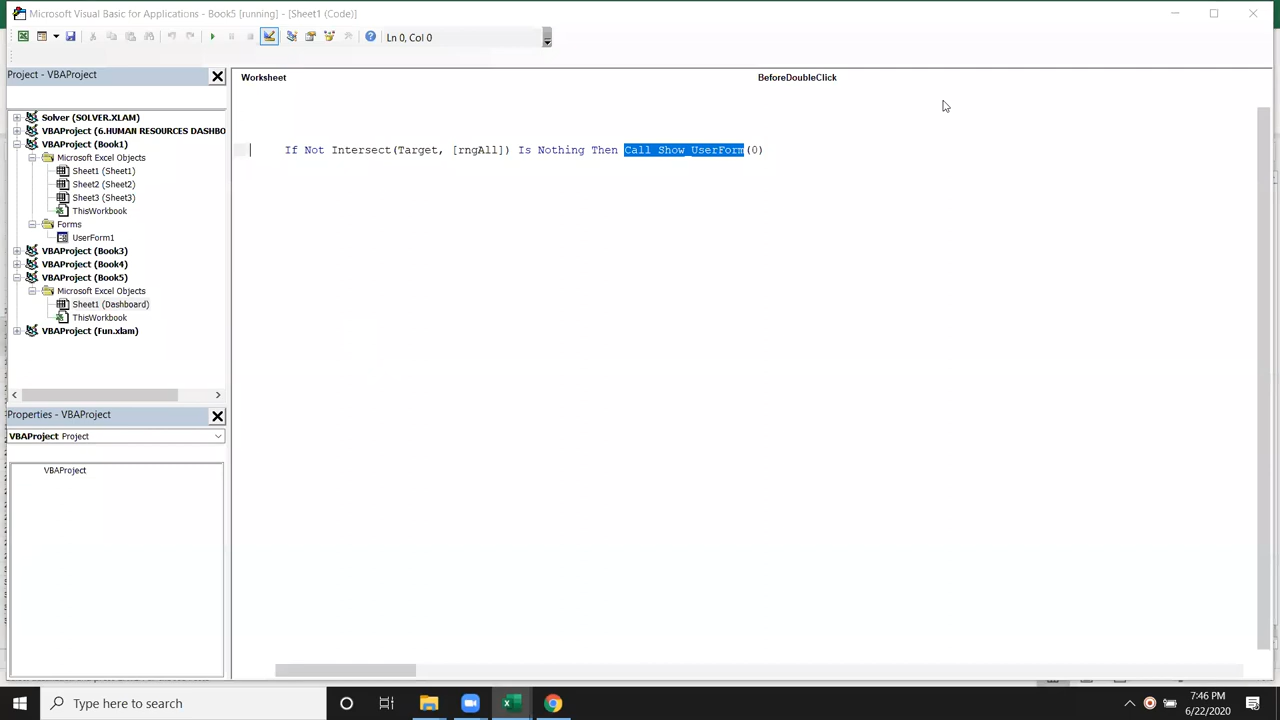 Microsoft Visual Basic for Applications - Book5 [running] - [Sheet1 (Code)]
Ln 0, Col 0
Project - VBAProject
Worksheet
BeforeDoubleClick
Solver (SOLVER.XLAM)
VBAProject (6.HUMAN RESOURCES DASHBO
VBAProject (Book1)
Microsoft Excel Objects
Sheet1 (Sheet1)
Sheet2 (Sheet2)
Sheet3 (Sheet3)
ThisWorkbook
Forms
UserForm1
VBAProject (Book3)
VBAProject (Book4)
VBAProject (Book5)
Microsoft Excel Objects
Sheet1 (Dashboard)
ThisWorkbook
VBAProject (Fun.xlam)
If Not Intersect(Target, [rngAll]) Is Nothing Then Call Show_UserForm(0)
Properties - VBAProject
VBAProject Project
VBAProject
Type here to search
7:46 PM
6/22/2020